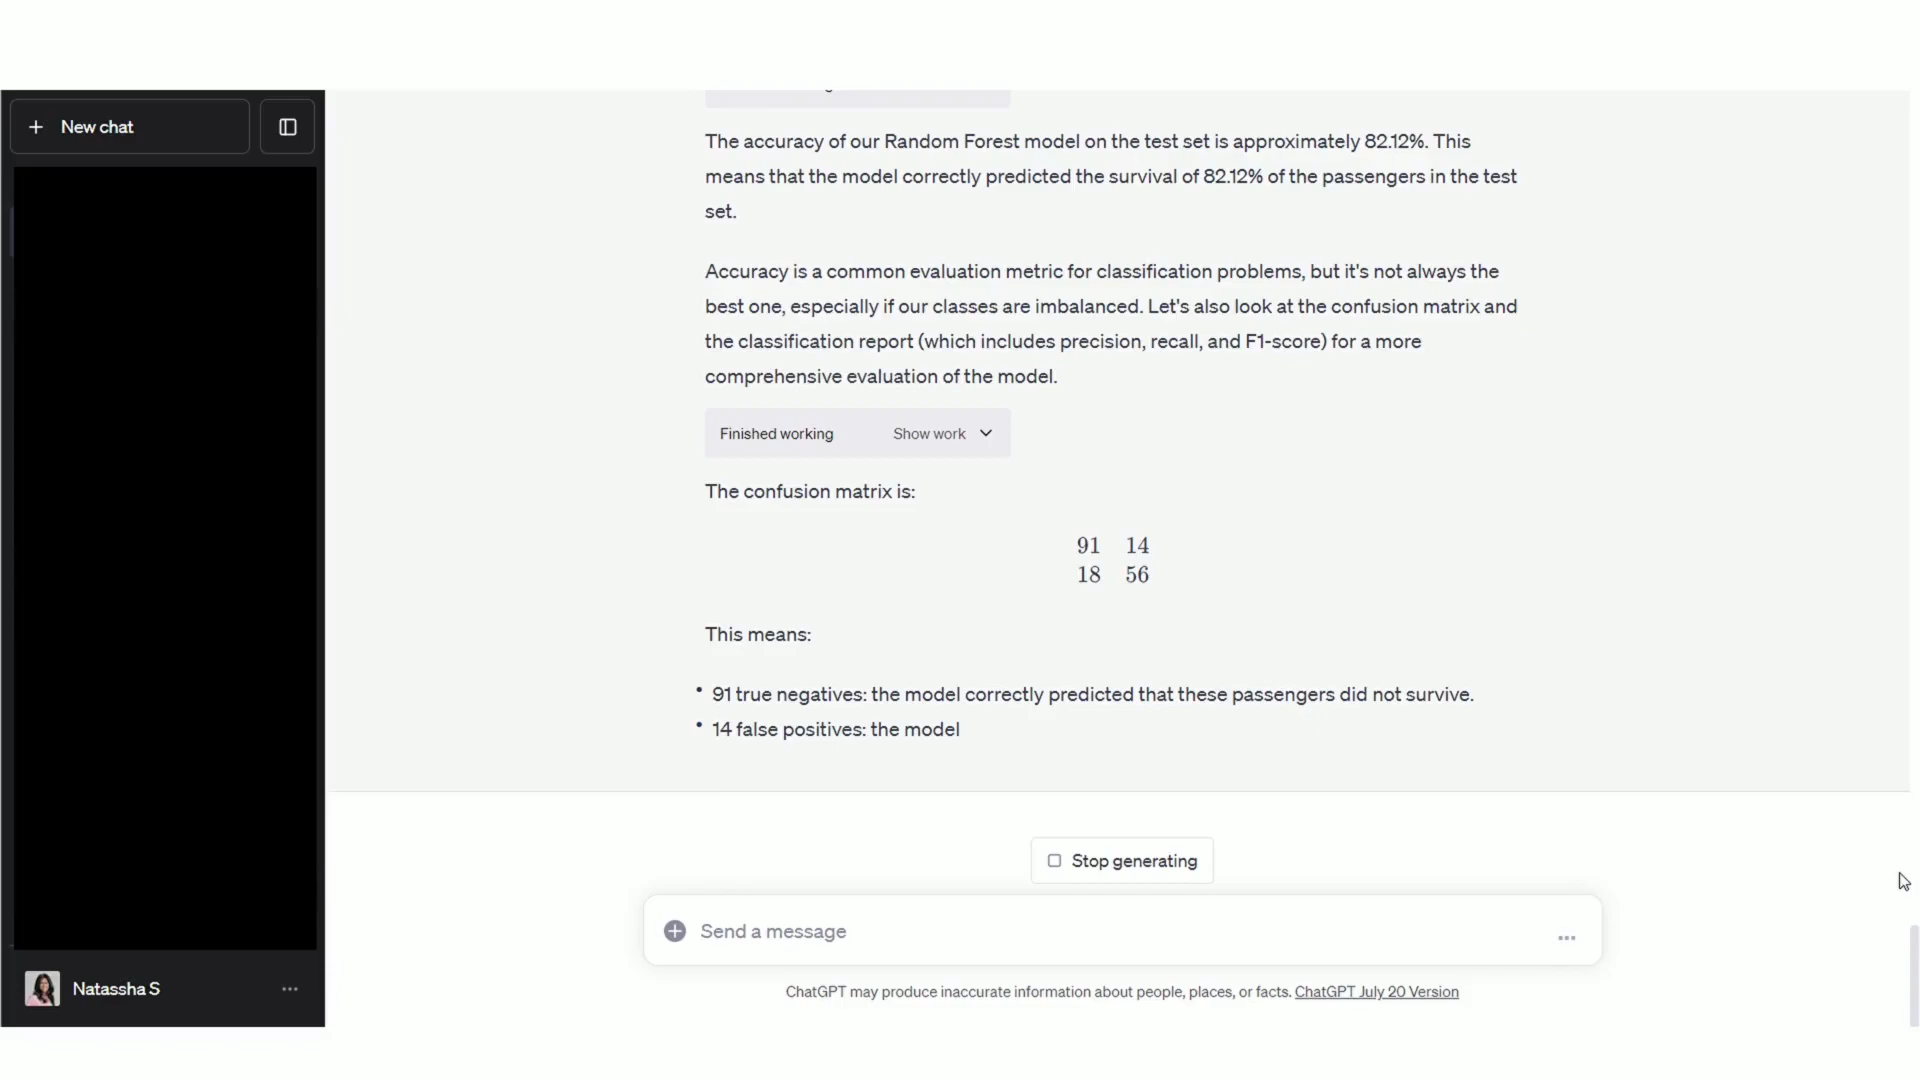 New chat
The accuracy of our Random Forest model on the test set is approximately 82.12%. This
means that the model correctly predicted the survival of 82.12% of the passengers in the test
set.
Accuracy is a common evaluation metric for classification problems, but it's not always the
best one, especially if our classes are imbalanced. Let's also look at the confusion matrix and
the classification report (which includes precision, recall, and F1-score) for a more
comprehensive evaluation of the model.
Finished working Show work
The confusion matrix is:
91 14
18 56
This means:
• 91 true negatives: the model correctly predicted that these passengers did not survive.
• 14 false positives: the model
Stop generating
Send a message
Natassha S
ChatGPT may produce inaccurate information about people, places, or facts. ChatGPT July 20 Version